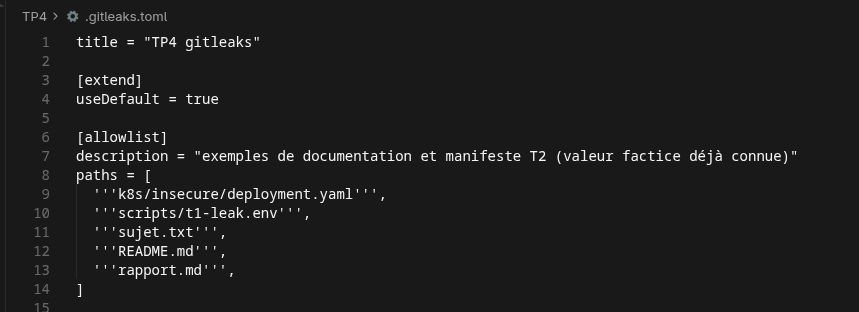 TP4 > .gitleaks.toml
1 title = "TP4 gitleaks"
2
3 [extend]
4 useDefault = true
5
6 [allowlist]
7 description = "exemples de documentation et manifeste T2 (valeur factice déjà connue)"
8 paths = [
9   '''k8s/insecure/deployment.yaml''',
10   '''scripts/t1-leak.env''',
11   '''sujet.txt''',
12   '''README.md''',
13   '''rapport.md''',
14 ]
15